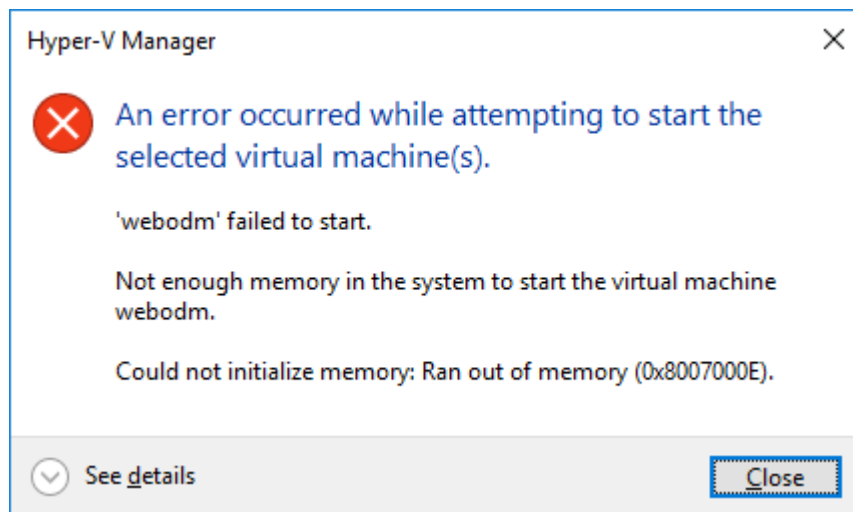 Hyper-V Manager
An error occurred while attempting to start the
selected virtual machine(s).
'webodm' failed to start.
Not enough memory in the system to start the virtual machine
webodm.
Could not initialize memory: Ran out of memory (0x8007000E).
See details
Close